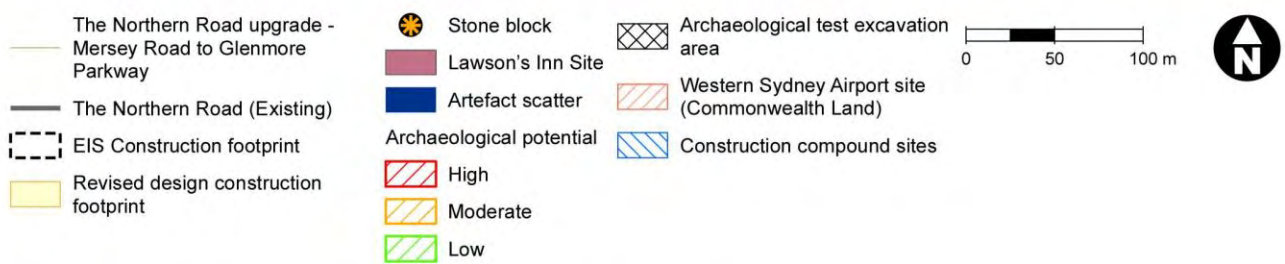 The Northern Road upgrade -
Mersey Road to Glenmore
Parkway
The Northern Road (Existing)
EIS Construction footprint
Revised design construction
footprint
Stone block
Lawson's Inn Site
Artefact scatter
Archaeological potential
High
Moderate
Low
Archaeological test excavation
area
Western Sydney Airport site
(Commonwealth Land)
Construction compound sites
0 50 100 m
N